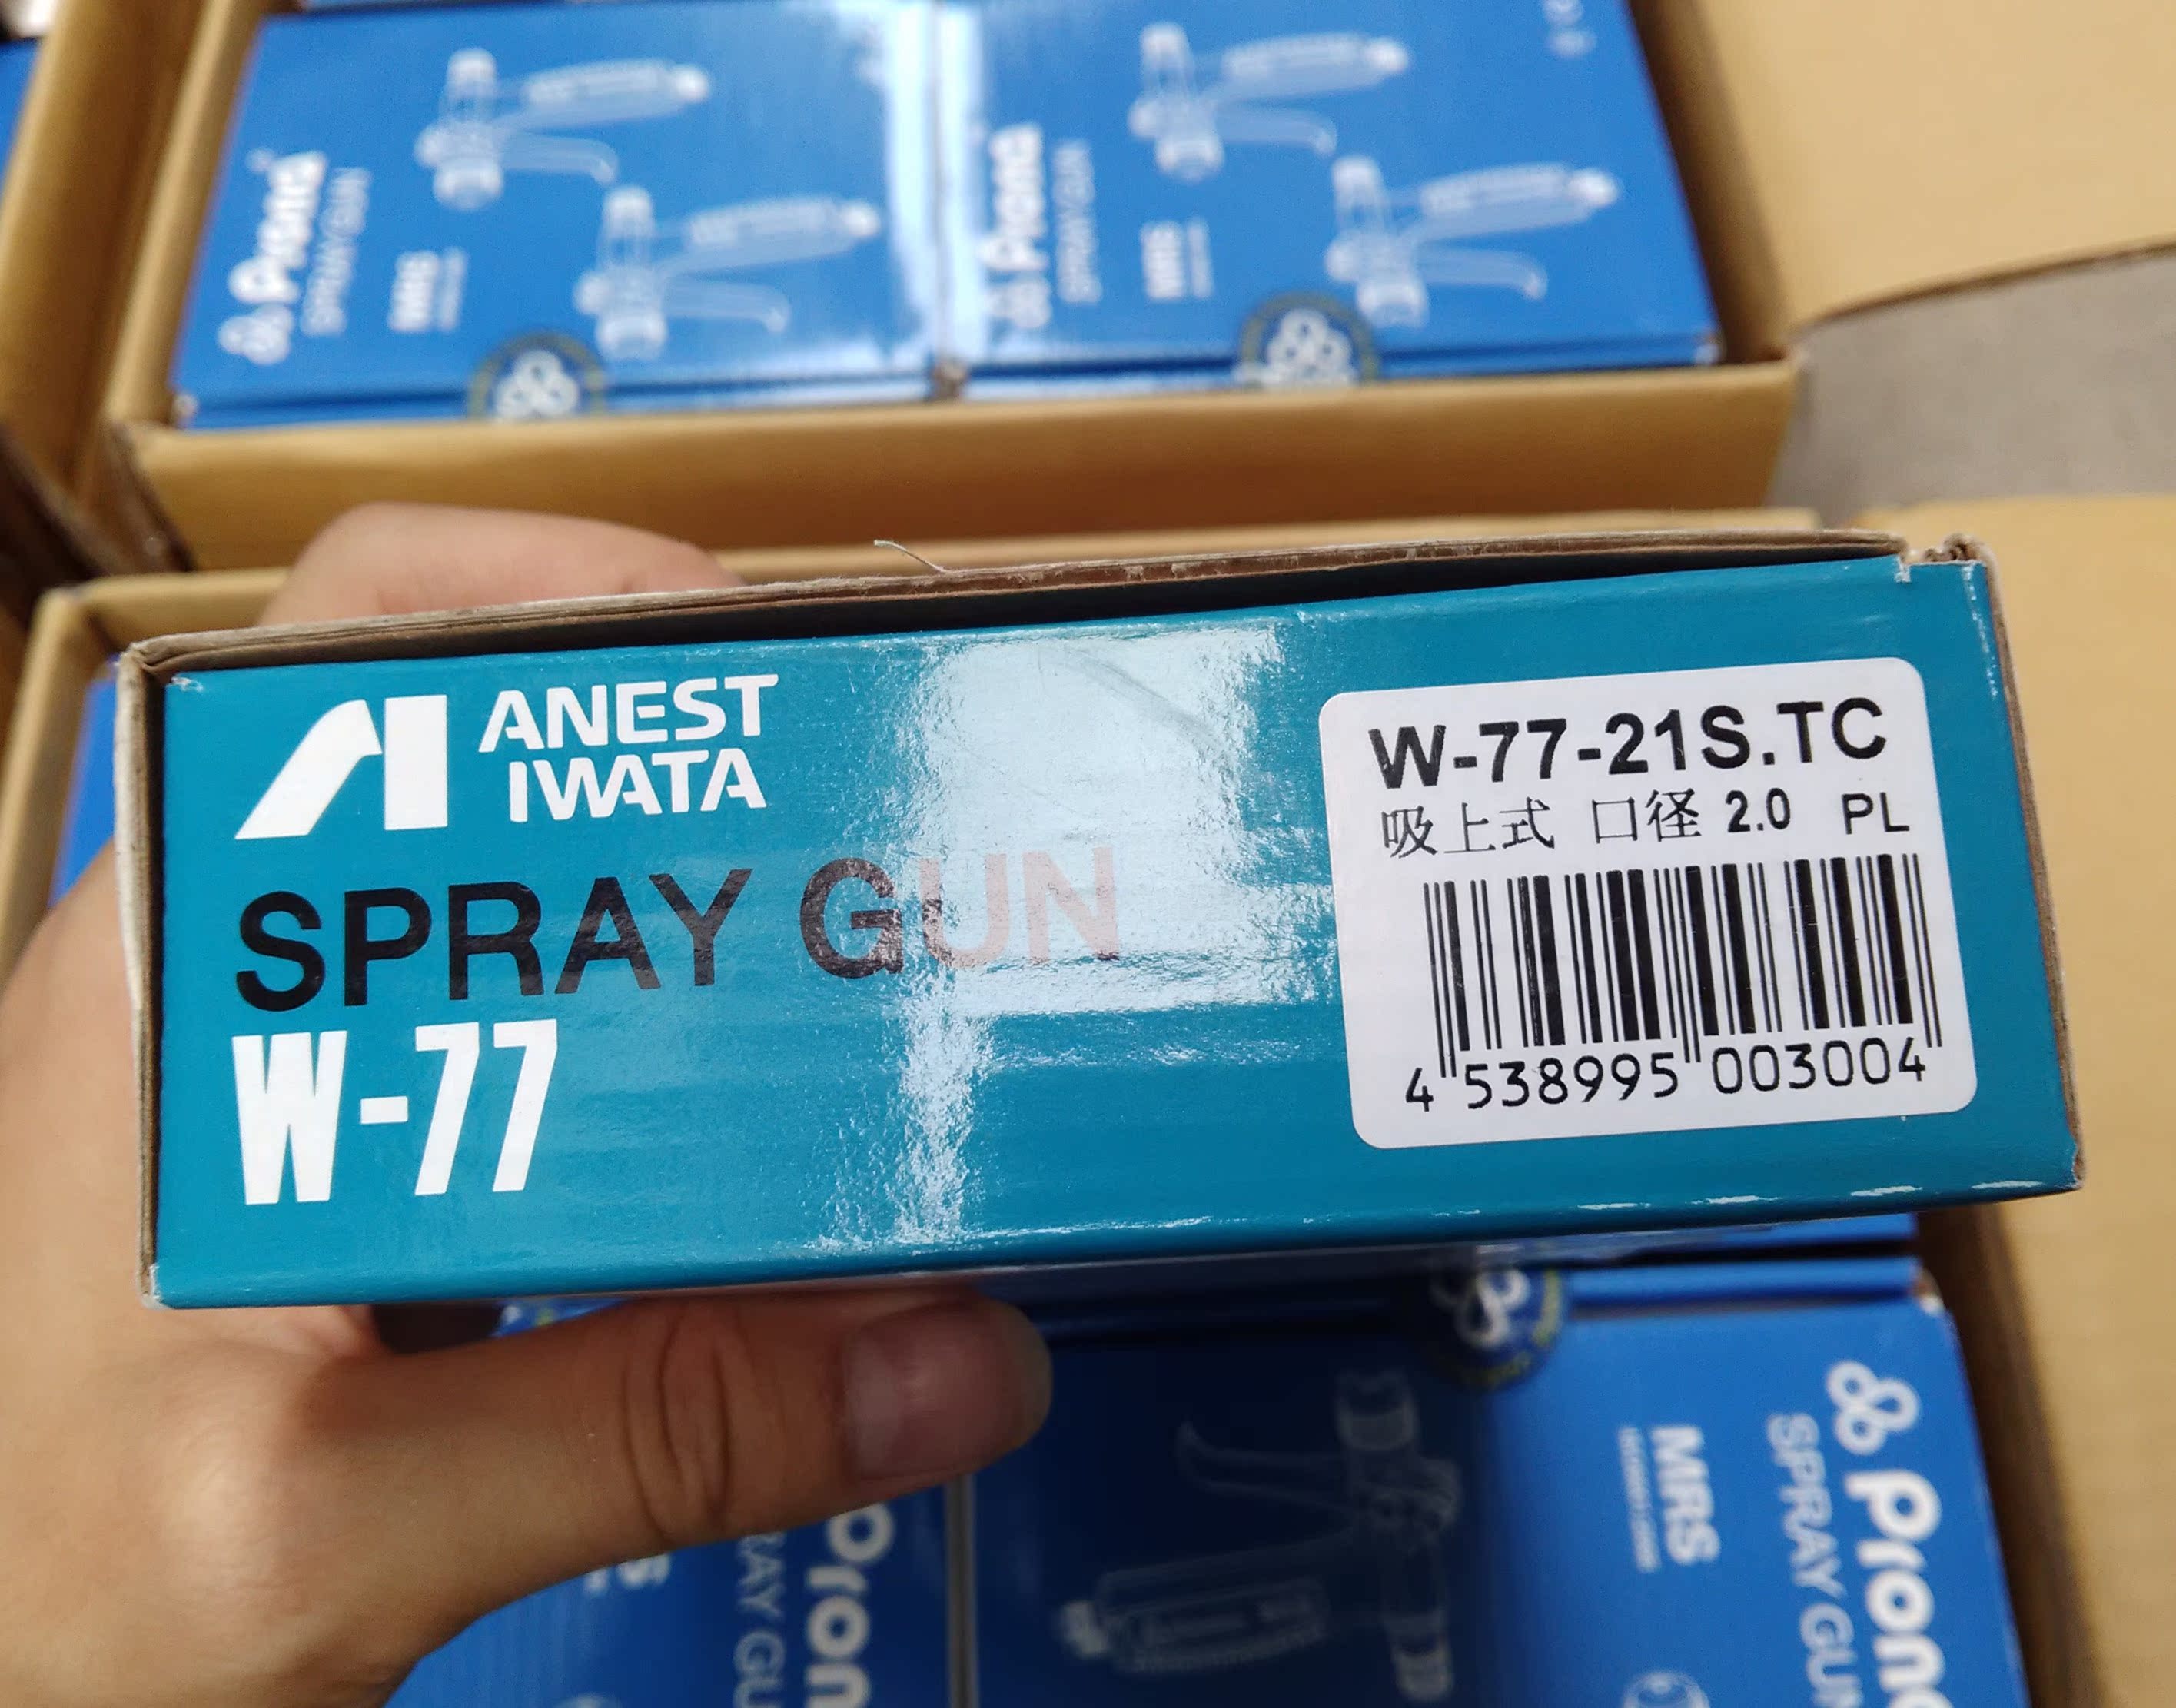 Prona
SPRAY GUN
MRS
Prona
SPRAY GUN
MRS
ANEST
IWATA
SPRAY GUN
W-77
W-77-21S.TC
吸上式 口径 2.0 PL
4 538995 003004
Prona
SPRAY GUN
MRS